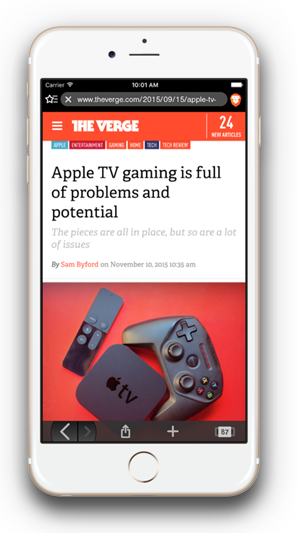 Carrier 10:01 AM
www.theverge.com/2015/09/15/apple-tv-
THE VERGE 24
NEW ARTICLES
APPLE ENTERTAINMENT GAMING HOME TECH TECH REVIEW
Apple TV gaming is full
of problems and
potential
The pieces are all in place, but so are a lot
of issues
By Sam Byford on November 10, 2015 10:35 am
tv
87